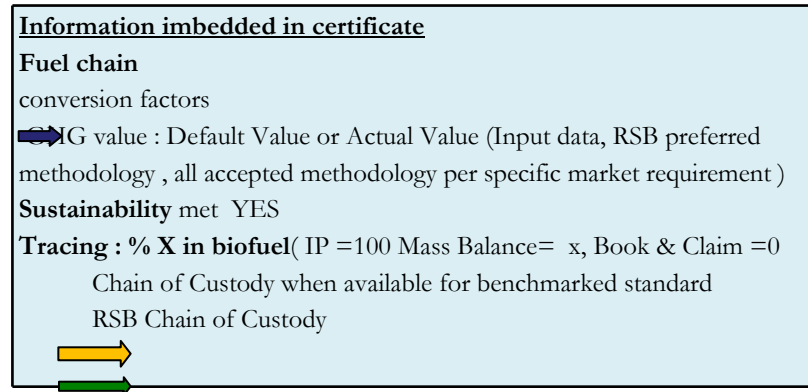 Information imbedded in certificate
Fuel chain
conversion factors
GHG value : Default Value or Actual Value (Input data, RSB preferred
methodology , all accepted methodology per specific market requirement )
Sustainability met YES
Tracing : % X in biofuel( IP =100 Mass Balance= x, Book & Claim =0
Chain of Custody when available for benchmarked standard
RSB Chain of Custody